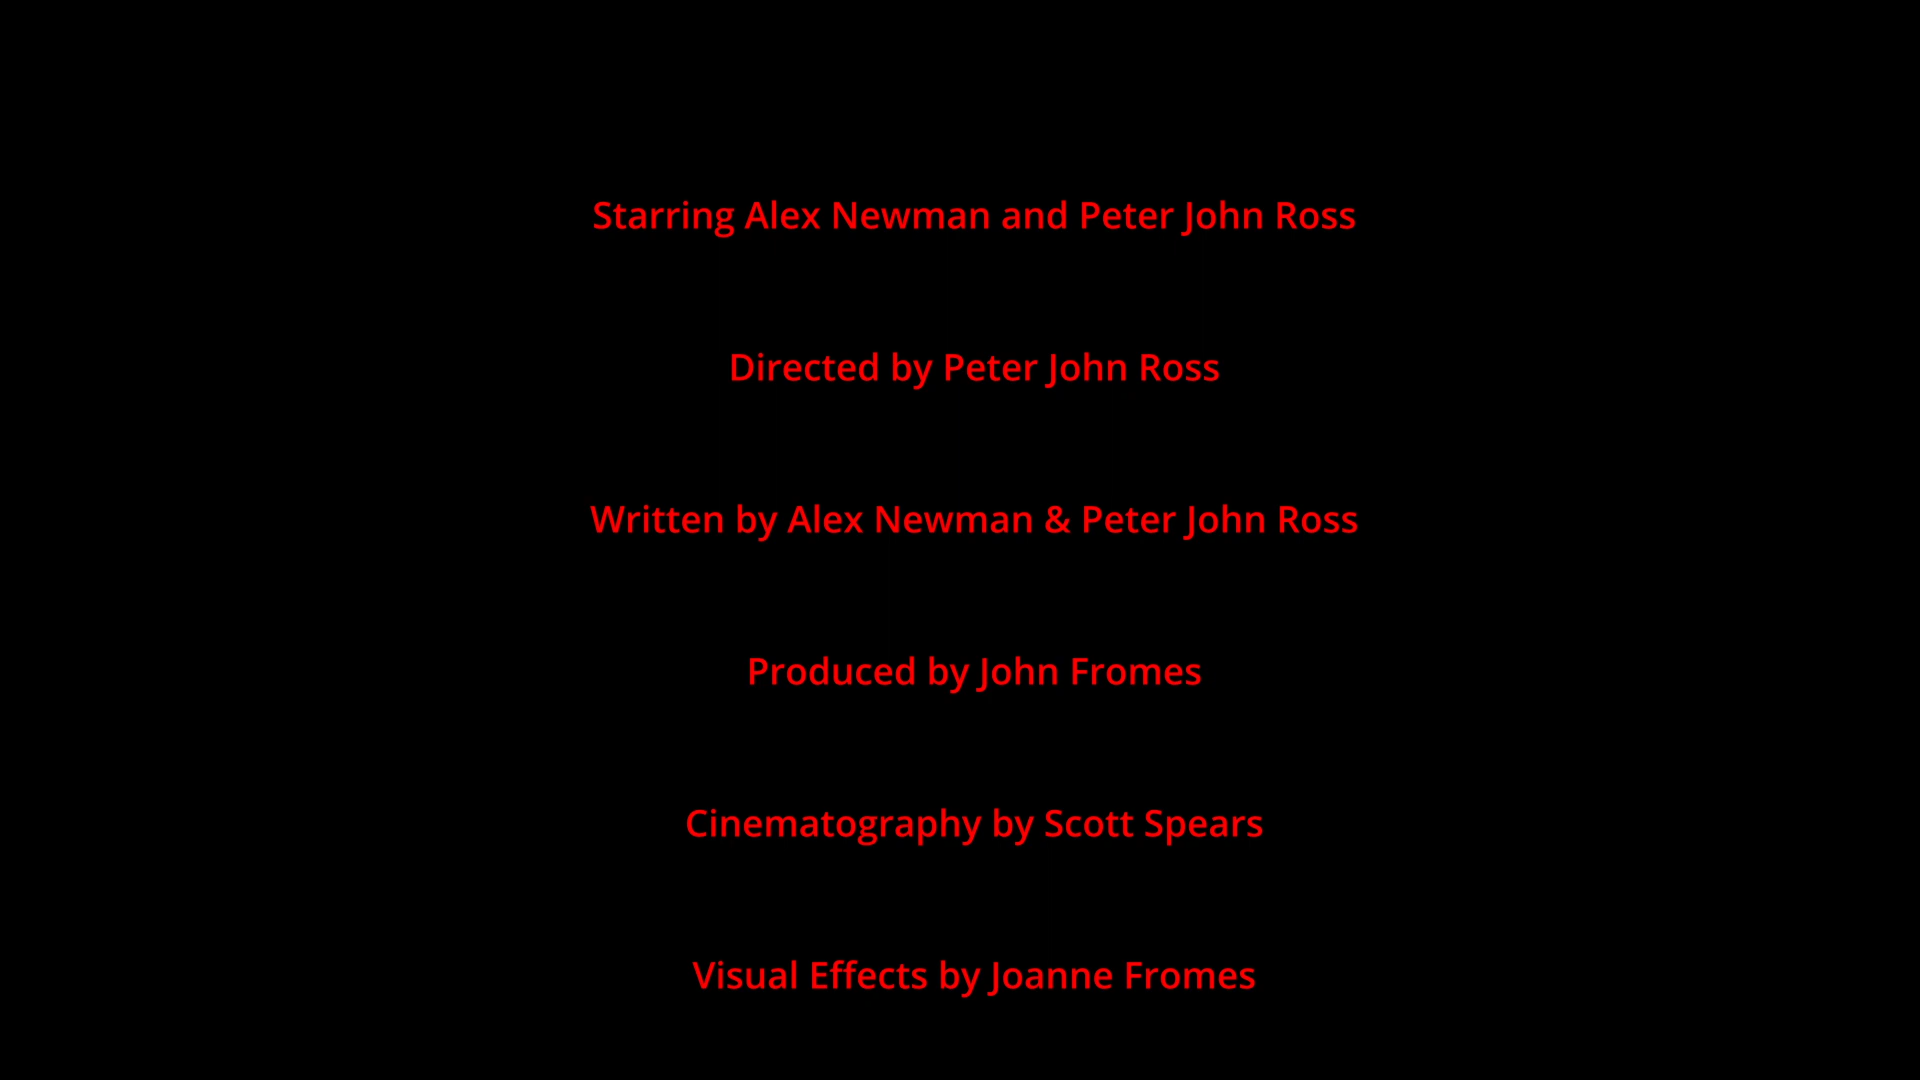 Starring Alex Newman and Peter John Ross
Directed by Peter John Ross
Written by Alex Newman & Peter John Ross
Produced by John Fromes
Cinematography by Scott Spears
Visual Effects by Joanne Fromes